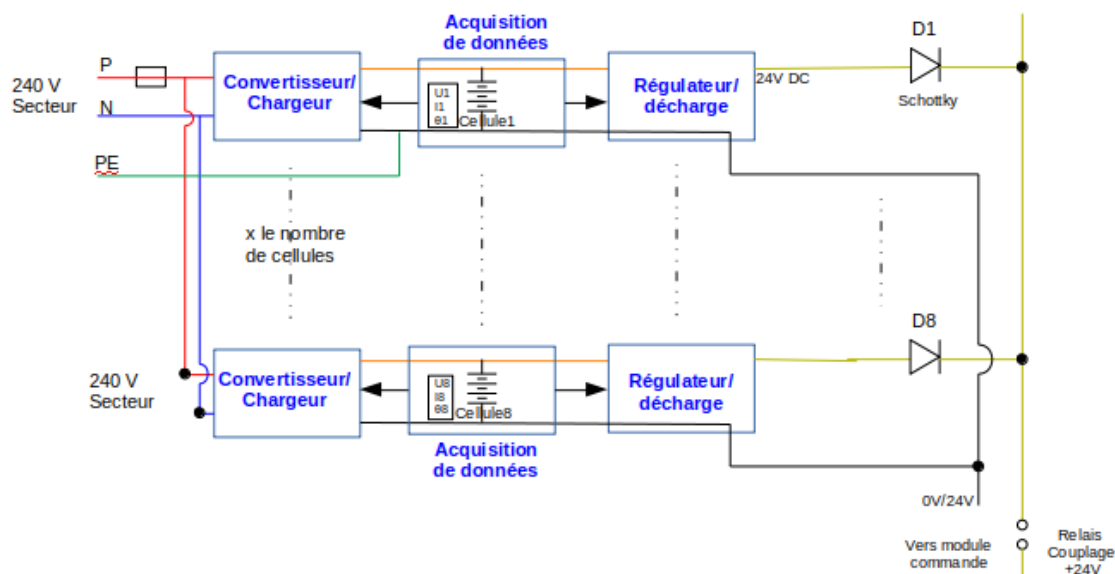 Acquisition
de données
D1
P
240 V
Secteur
N
PE
Convertisseur/
Chargeur
U1
I1
θ1
Cellule1
Régulateur/
décharge
24V DC
Schottky
x le nombre
de cellules
D8
240 V
Secteur
Convertisseur/
Chargeur
U8
I8
θ8
Cellule8
Régulateur/
décharge
Acquisition
de données
0V/24V
Vers module
commande
Relais
Couplage
+24V